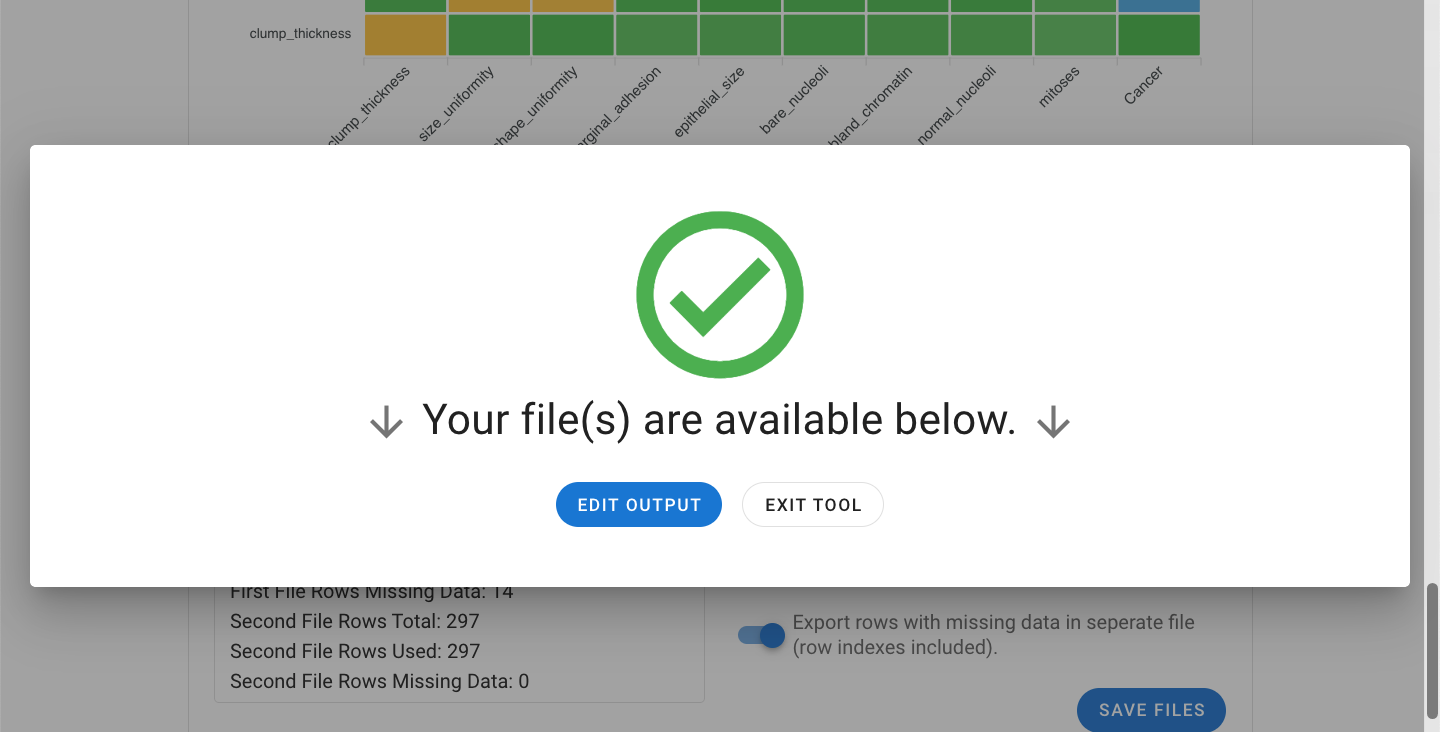 clump_thickness
clump_thickness
size_uniformity
shape_uniformity
arginal_adhesion
epithelial_size
bare_nucleoli
bland_chromatin
normal_nucleoli
mitoses
Cancer
Your file(s) are available below.
EDIT OUTPUT
EXIT TOOL
First File Rows Missing Data: 14
Second File Rows Total: 297
Second File Rows Used: 297
Second File Rows Missing Data: 0
Export rows with missing data in seperate file
(row indexes included).
SAVE FILES